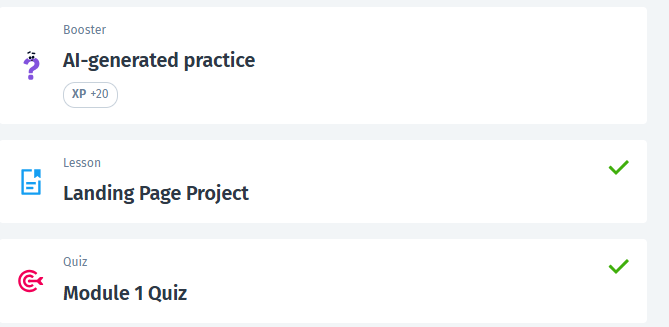 Booster
AI-generated practice
XP +20
Lesson
Landing Page Project
Quiz
Module 1 Quiz